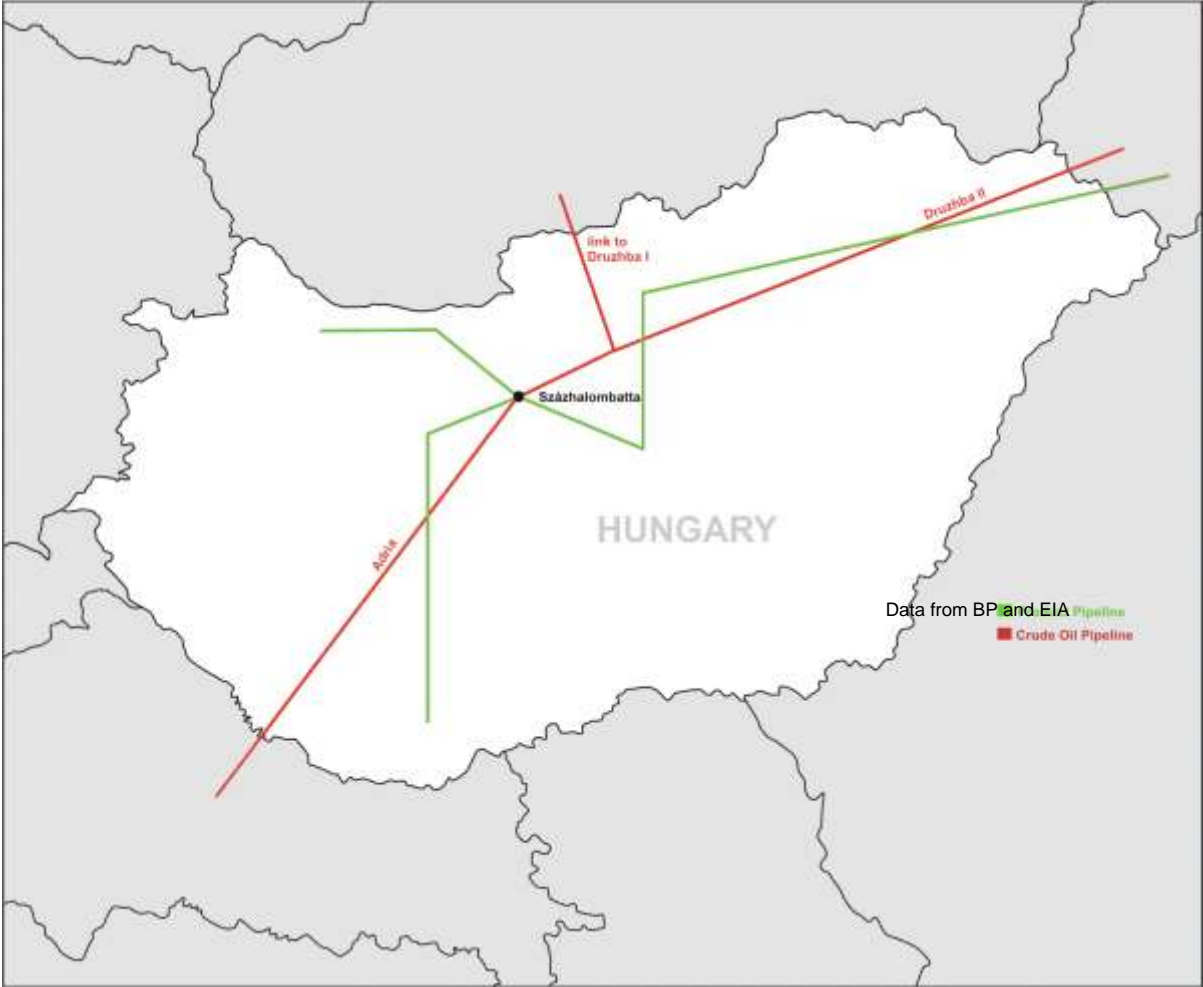 Druzhba II
link to
Druzhba I
Százhalombatta
HUNGARY
Adria
Data from BP and EIA
Pipeline
Crude Oil Pipeline